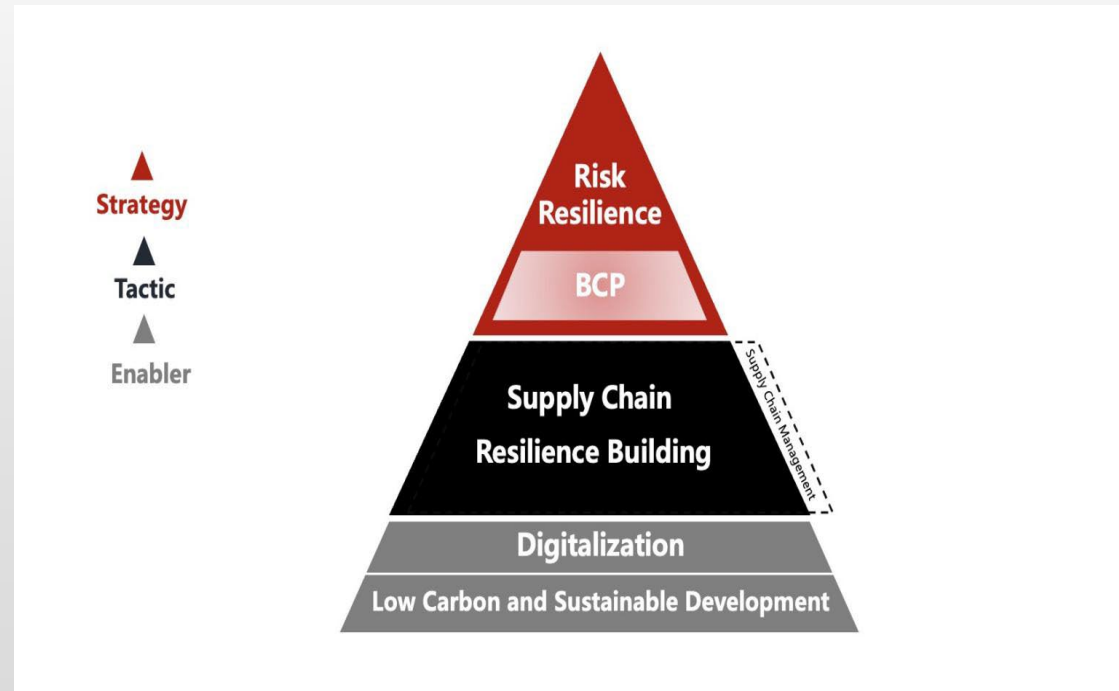 Strategy
Tactic
Enabler
Risk
Resilience
BCP
Supply Chain
Resilience Building
Supply Chain Management
Digitalization
Low Carbon and Sustainable Development